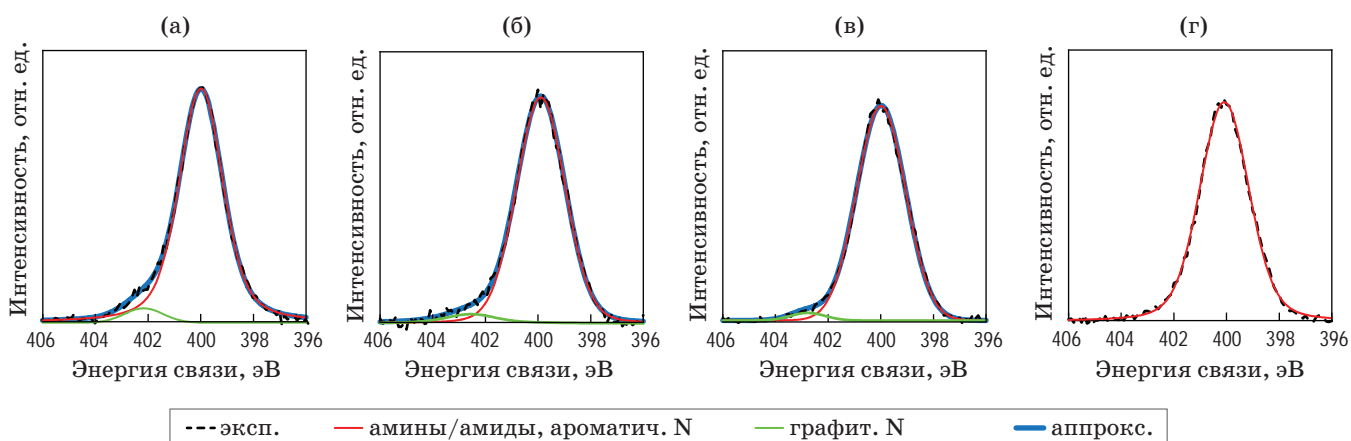 (а) (б) (в) (г)
Интенсивность, отн. ед.
Интенсивность, отн. ед.
Интенсивность, отн. ед.
Интенсивность, отн. ед.
406 404 402 400 398 396
406 404 402 400 398 396
406 404 402 400 398 396
406 404 402 400 398 396
Энергия связи, эВ
Энергия связи, эВ
Энергия связи, эВ
Энергия связи, эВ
эксп. амины/амиды, ароматич. N графит. N аппрокс.